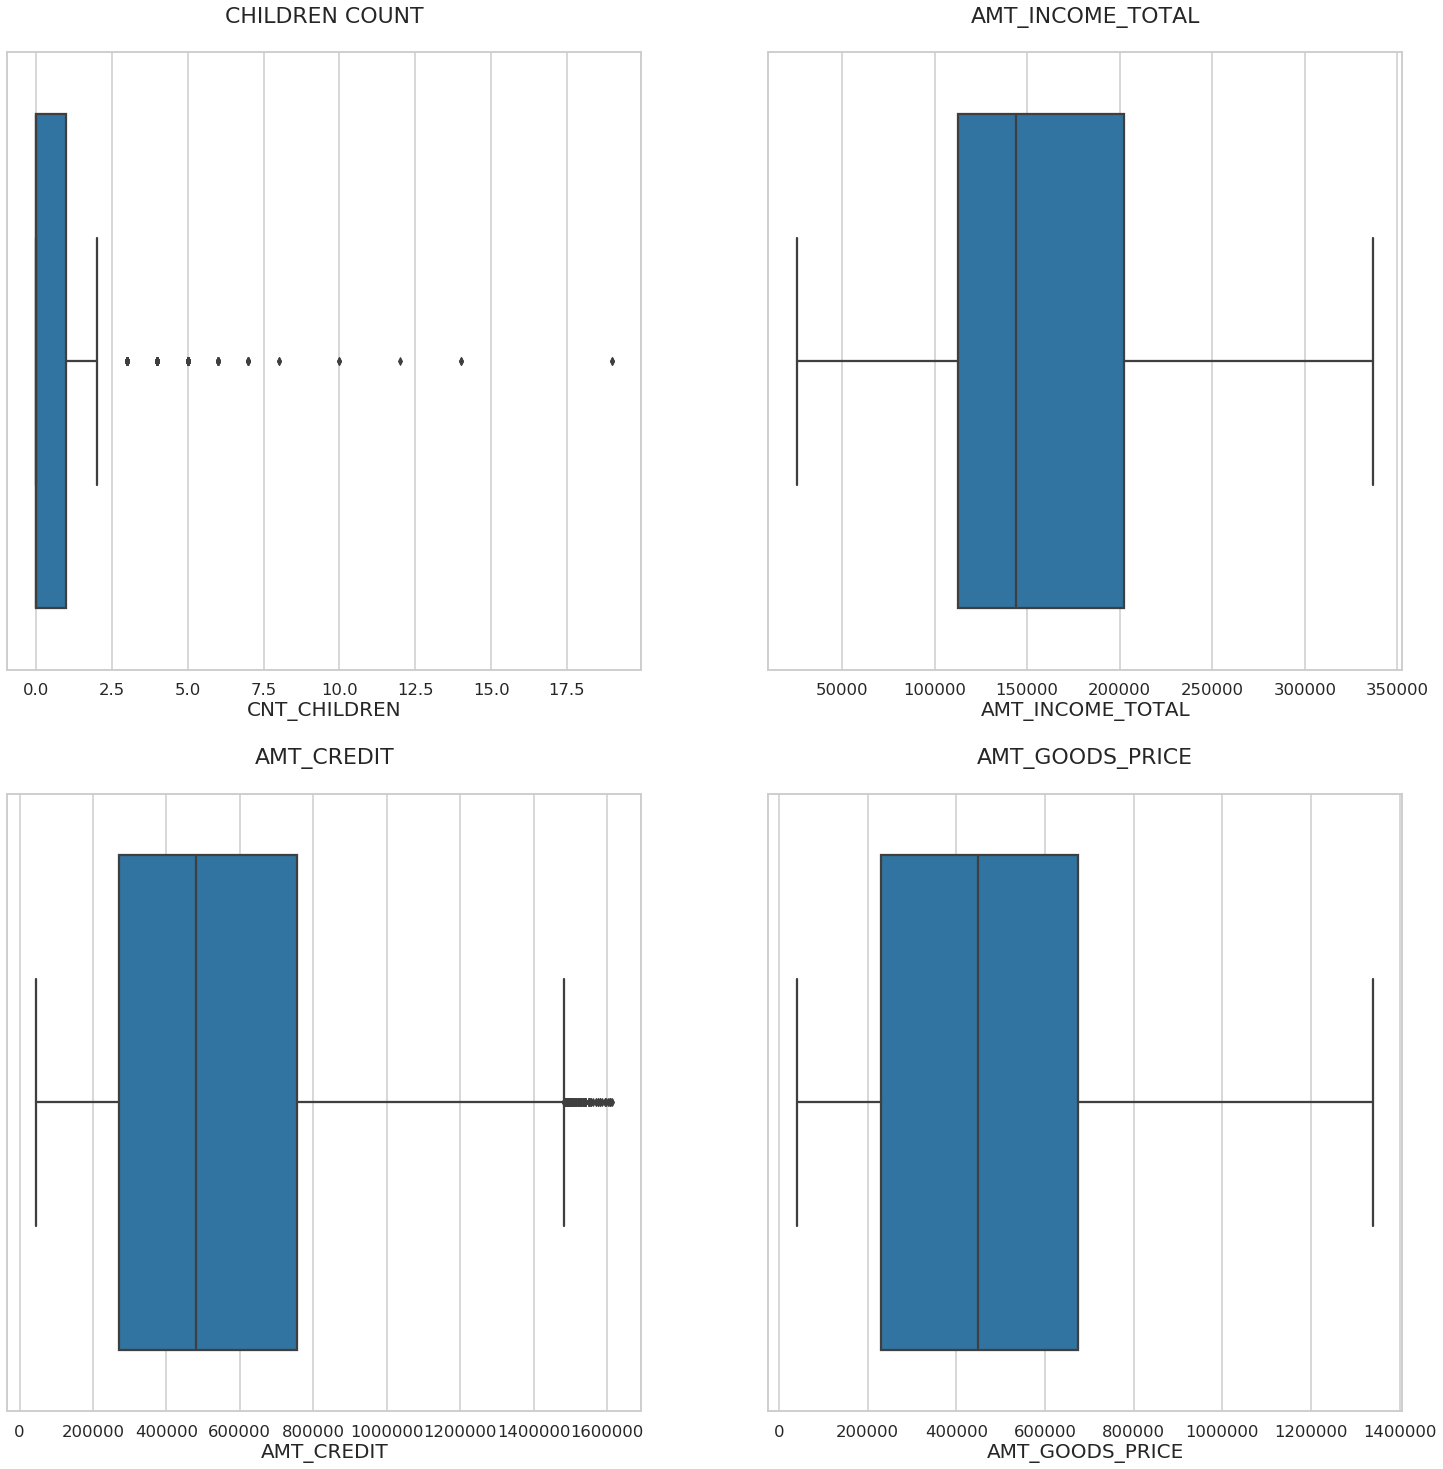 CHILDREN COUNT
AMT_INCOME_TOTAL
0.0 2.5 5.0 7.5 10.0 12.5 15.0 17.5
CNT_CHILDREN
50000 100000 150000 200000 250000 300000 350000
AMT_INCOME_TOTAL
AMT_CREDIT
AMT_GOODS_PRICE
0 200000 400000 600000 800000 1000000 1200000 1400000 1600000
AMT_CREDIT
0 200000 400000 600000 800000 1000000 1200000 1400000
AMT_GOODS_PRICE